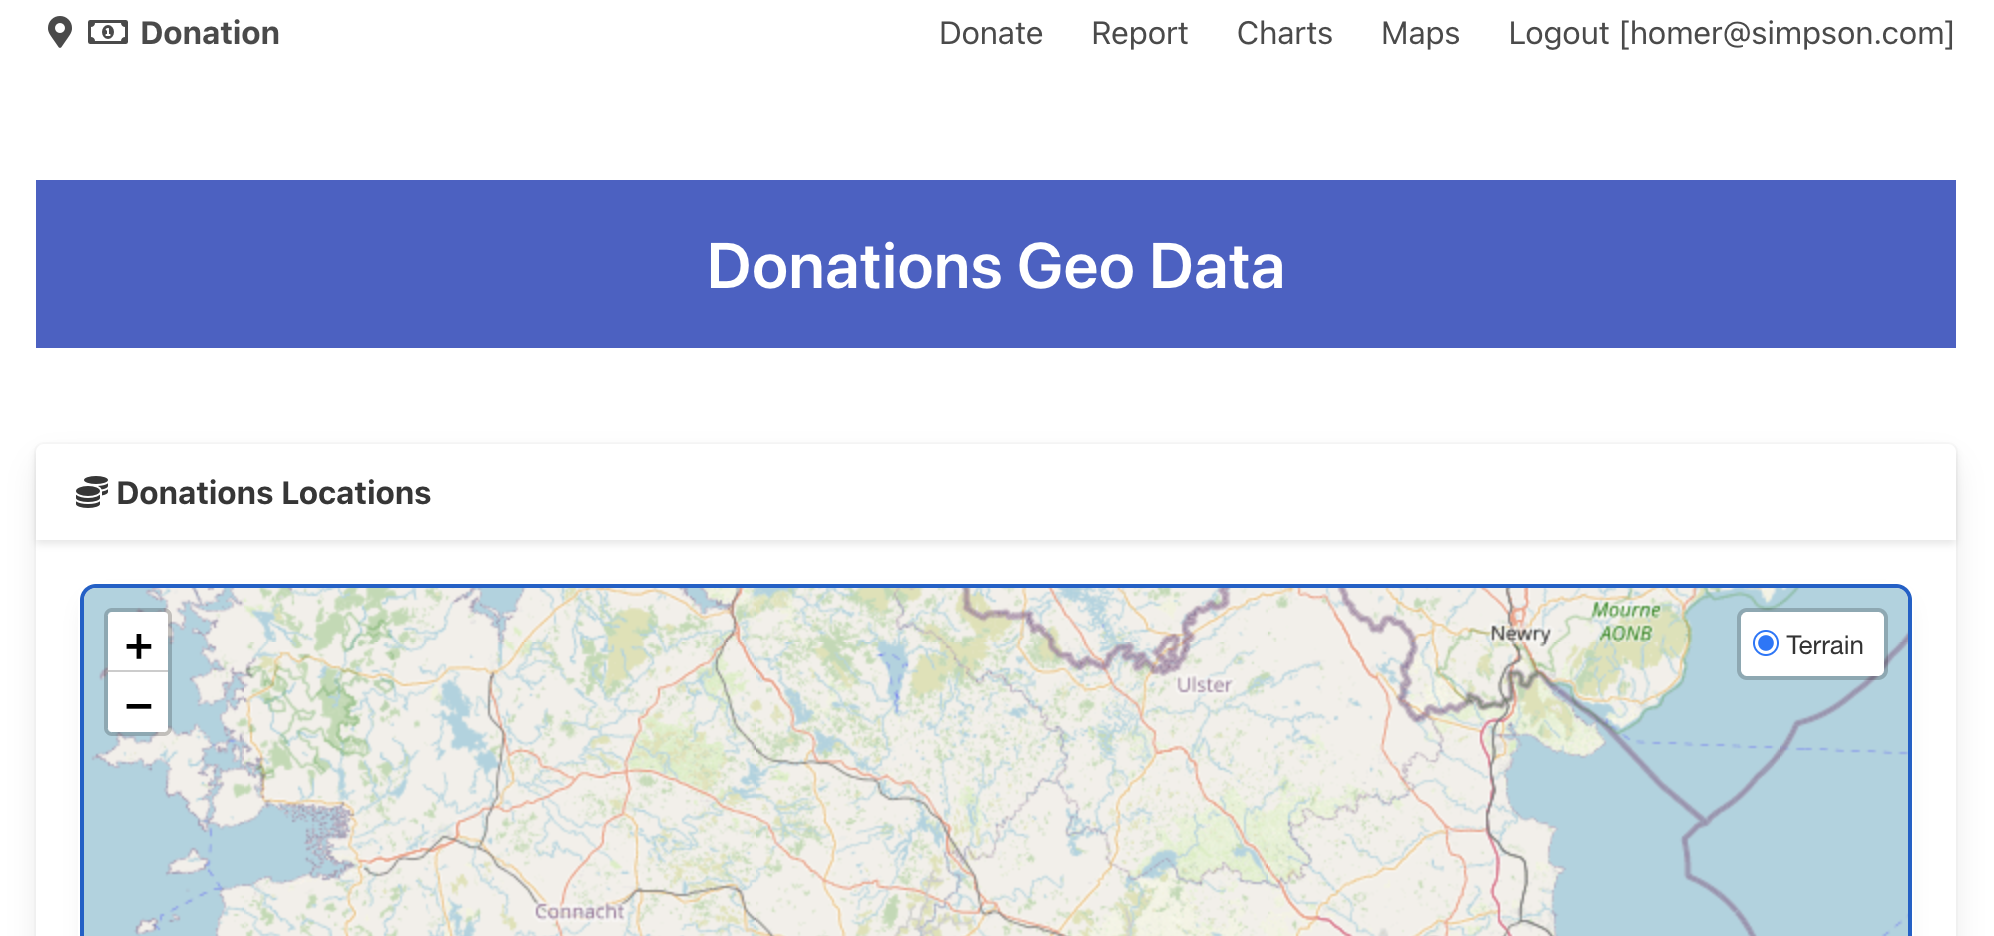 Donation
Donate Report Charts Maps Logout [homer@simpson.com]
Donations Geo Data
Donations Locations
+
−
Terrain
Mourne
AONB
Newry
Ulster
Connacht